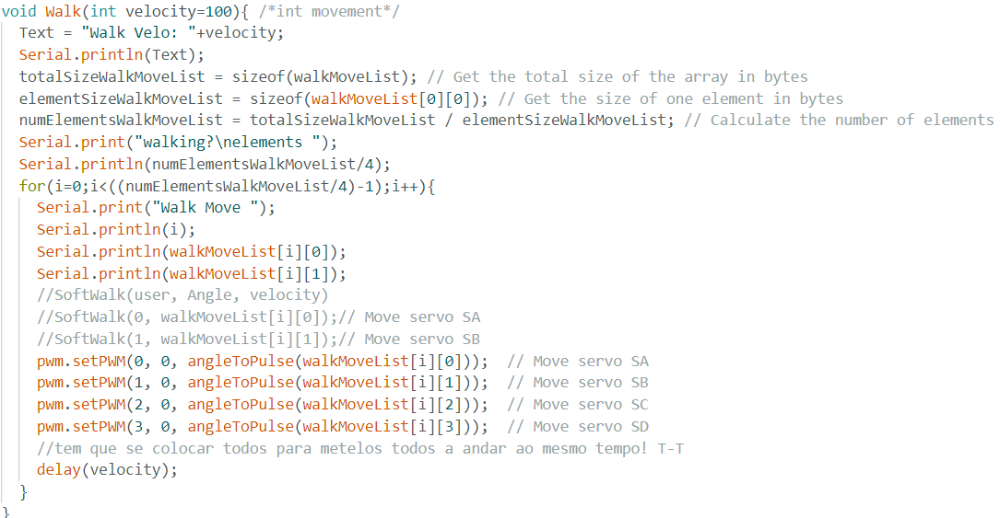 void Walk(int velocity=100){ /*int movement*/
  Text = "Walk Velo: "+velocity;
  Serial.println(Text);
  totalSizeWalkMoveList = sizeof(walkMoveList); // Get the total size of the array in bytes
  elementSizeWalkMoveList = sizeof(walkMoveList[0][0]); // Get the size of one element in bytes
  numElementsWalkMoveList = totalSizeWalkMoveList / elementSizeWalkMoveList; // Calculate the number of elements
  Serial.print("walking?\nelements ");
  Serial.println(numElementsWalkMoveList/4);
  for(i=0;i<((numElementsWalkMoveList/4)-1);i++){
    Serial.print("Walk Move ");
    Serial.println(i);
    Serial.println(walkMoveList[i][0]);
    Serial.println(walkMoveList[i][1]);
    //SoftWalk(user, Angle, velocity)
    //SoftWalk(0, walkMoveList[i][0]);// Move servo SA
    //SoftWalk(1, walkMoveList[i][1]);// Move servo SB
    pwm.setPWM(0, 0, angleToPulse(walkMoveList[i][0]));  // Move servo SA
    pwm.setPWM(1, 0, angleToPulse(walkMoveList[i][1]));  // Move servo SB
    pwm.setPWM(2, 0, angleToPulse(walkMoveList[i][2]));  // Move servo SC
    pwm.setPWM(3, 0, angleToPulse(walkMoveList[i][3]));  // Move servo SD
    //tem que se colocar todos para metelos todos a andar ao mesmo tempo! T-T
    delay(velocity);
  }
}